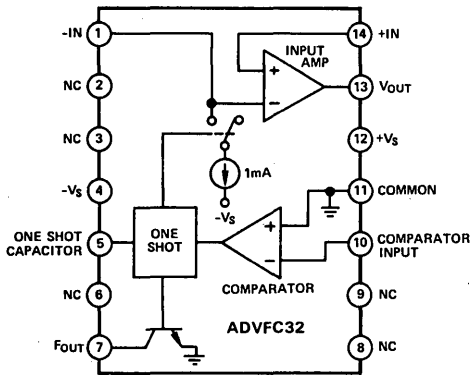 -IN 1
14 +IN
INPUT
AMP
+
−
NC 2
13 VOUT
NC 3
12 +VS
1mA
-VS 4
-VS
11 COMMON
ONE SHOT
CAPACITOR 5
ONE
SHOT
+
−
10 COMPARATOR
INPUT
COMPARATOR
NC 6
9 NC
ADVFC32
FOUT 7
8 NC